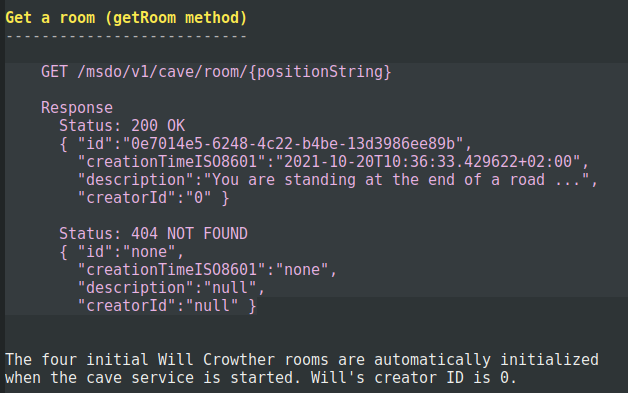 Get a room (getRoom method)
---------------------------
GET /msdo/v1/cave/room/{positionString}
Response
Status: 200 OK
{ "id":"0e7014e5-6248-4c22-b4be-13d3986ee89b",
"creationTimeISO8601":"2021-10-20T10:36:33.429622+02:00",
"description":"You are standing at the end of a road ...",
"creatorId":"0" }
Status: 404 NOT FOUND
{ "id":"none",
"creationTimeISO8601":"none",
"description":"null",
"creatorId":"null" }
The four initial Will Crowther rooms are automatically initialized
when the cave service is started. Will's creator ID is 0.